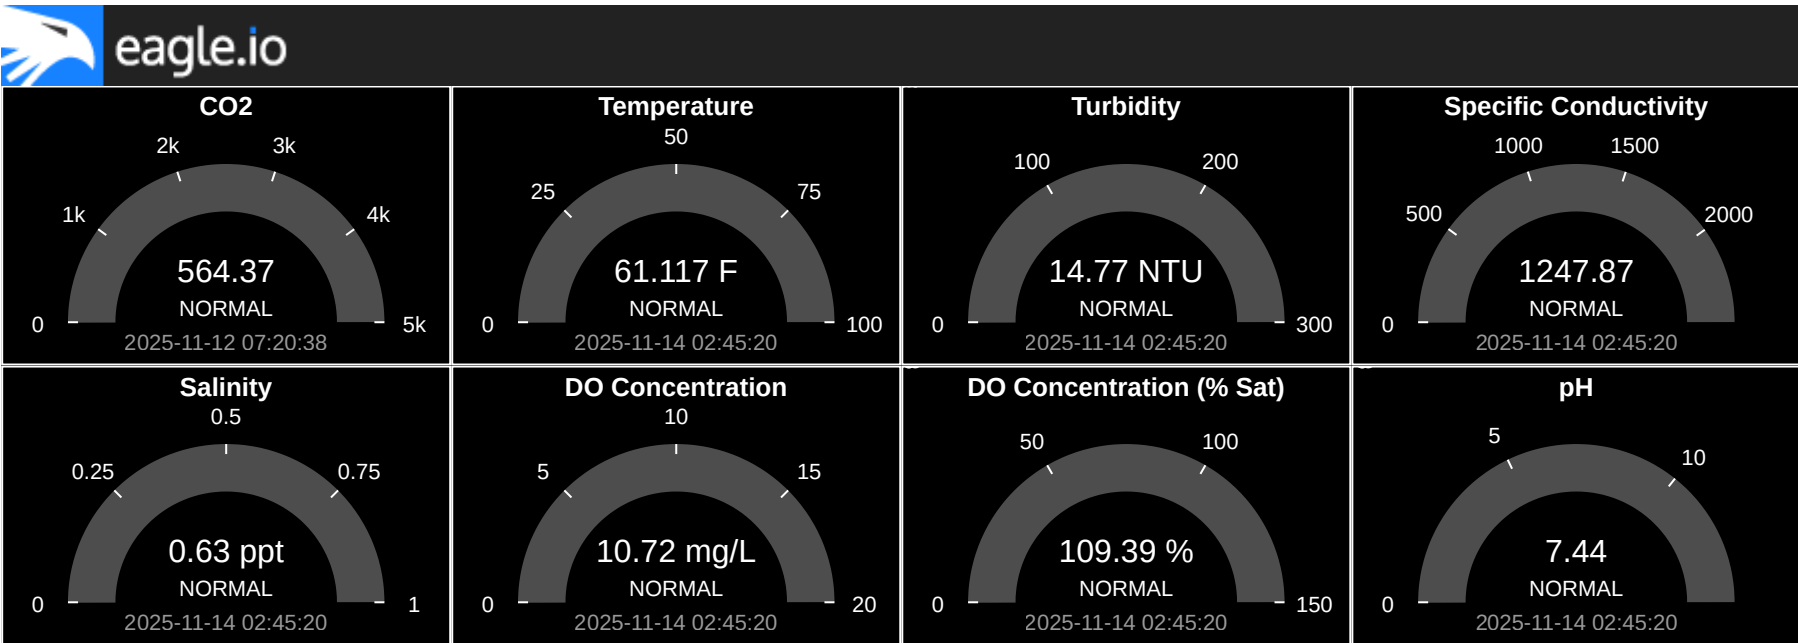 eagle.io
CO2
2k
3k
1k
4k
564.37
NORMAL
0
5k
2025-11-12 07:20:38
Temperature
50
25
75
61.117 F
NORMAL
0
100
2025-11-14 02:45:20
Turbidity
100
200
14.77 NTU
NORMAL
0
300
2025-11-14 02:45:20
Specific Conductivity
1000
1500
500
2000
1247.87
NORMAL
0
2025-11-14 02:45:20
Salinity
0.5
0.25
0.75
0.63 ppt
NORMAL
0
1
2025-11-14 02:45:20
DO Concentration
10
5
15
10.72 mg/L
NORMAL
0
20
2025-11-14 02:45:20
DO Concentration (% Sat)
50
100
109.39 %
NORMAL
0
150
2025-11-14 02:45:20
pH
5
10
7.44
NORMAL
0
2025-11-14 02:45:20